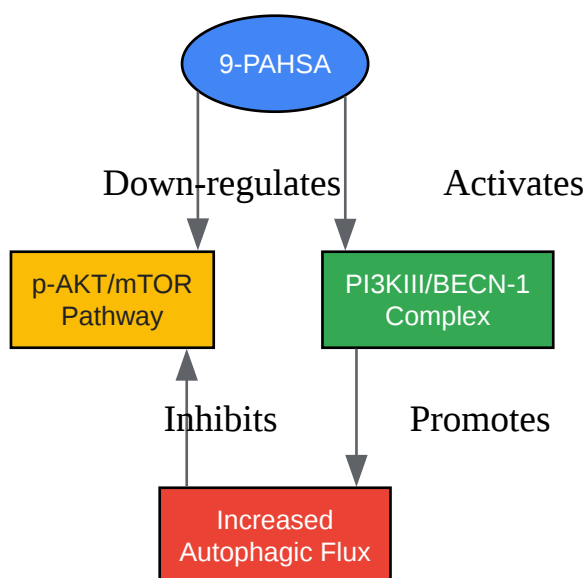 9-PAHSA
Down-regulates
Activates
p-AKT/mTOR
Pathway
PI3KIII/BECN-1
Complex
Inhibits
Promotes
Increased
Autophagic Flux